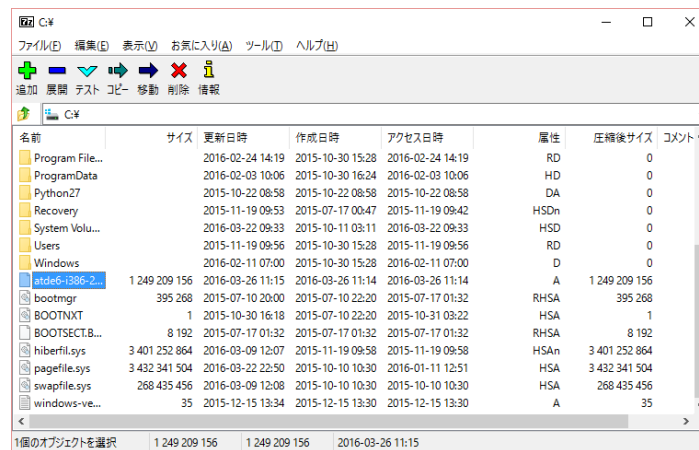 7z C:¥
ファイル(F) 編集(E) 表示(V) お気に入り(A) ツール(T) ヘルプ(H)
追加 展開 テスト コピー 移動 削除 情報
C:¥
名前 サイズ 更新日時 作成日時 アクセス日時 属性 圧縮後サイズ コメント
Program File... 2016-02-24 14:19 2015-10-30 15:28 2016-02-24 14:19 RD 0
ProgramData 2016-02-03 10:06 2015-10-30 16:24 2016-02-03 10:06 HD 0
Python27 2015-10-22 08:58 2015-10-22 08:58 2015-10-22 08:58 DA 0
Recovery 2015-11-19 09:53 2015-07-17 00:47 2015-11-19 09:42 HSDn 0
System Volu... 2016-03-22 09:33 2015-10-11 03:11 2016-03-22 09:33 HSD 0
Users 2015-11-19 09:56 2015-10-30 15:28 2015-11-19 09:56 RD 0
Windows 2016-02-11 07:00 2015-10-30 15:28 2016-02-11 07:00 D 0
atde6-i386-2... 1 249 209 156 2016-03-26 11:15 2016-03-26 11:14 2016-03-26 11:14 A 1 249 209 156
bootmgr 395 268 2015-07-10 20:00 2015-07-10 22:20 2015-07-17 01:32 RHSA 395 268
BOOTNXT 1 2015-10-30 16:18 2015-07-10 22:20 2015-10-31 03:22 HSA 1
BOOTSECT.B... 8 192 2015-07-17 01:32 2015-07-17 01:32 2015-07-17 01:32 RHSA 8 192
hiberfil.sys 3 401 252 864 2016-03-09 12:07 2015-11-19 09:58 2015-11-19 09:58 HSAn 3 401 252 864
pagefile.sys 3 432 341 504 2016-03-22 22:50 2015-10-10 10:30 2016-01-11 12:51 HSA 3 432 341 504
swapfile.sys 268 435 456 2016-03-09 12:08 2015-10-10 10:30 2015-10-10 10:30 HSA 268 435 456
windows-ve... 35 2015-12-15 13:34 2015-12-15 13:30 2015-12-15 13:30 A 35
1個のオブジェクトを選択 1 249 209 156 1 249 209 156 2016-03-26 11:15